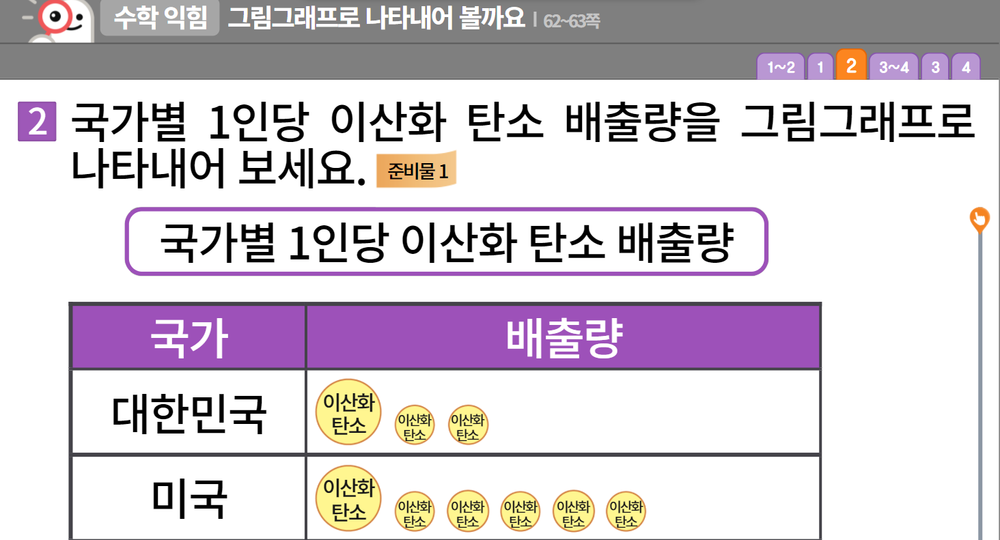 수학 익힘 그림그래프로 나타내어 볼까요 | 62~63쪽
1~2 1 2 3~4 3 4
2 국가별 1인당 이산화 탄소 배출량을 그림그래프로
나타내어 보세요. 준비물 1
국가별 1인당 이산화 탄소 배출량
국가 배출량
대한민국
이산화 이산화 이산화
탄소 탄소 탄소
미국
이산화 이산화 이산화 이산화 이산화 이산화
탄소 탄소 탄소 탄소 탄소 탄소